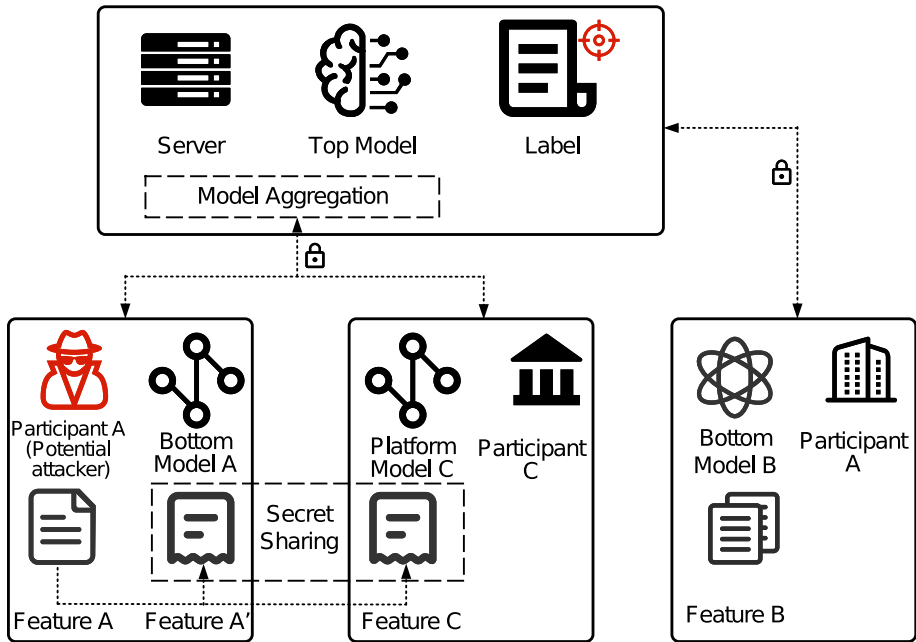 Server
Top Model
Label
Model Aggregation
Participant A
(Potential
attacker)
Bottom
Model A
Platform
Model C
Participant
C
Bottom
Model B
Participant
A
Secret
Sharing
Feature A
Feature A'
Feature C
Feature B